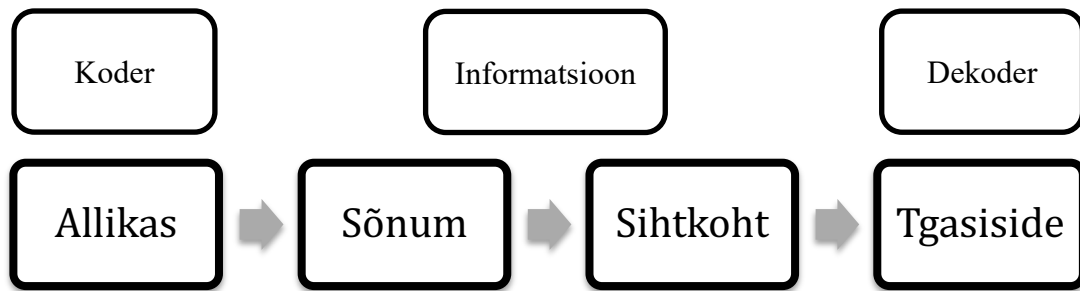 Koder
Informatsioon
Dekoder
Allikas
Sõnum
Sihtkoht
Tgasiside